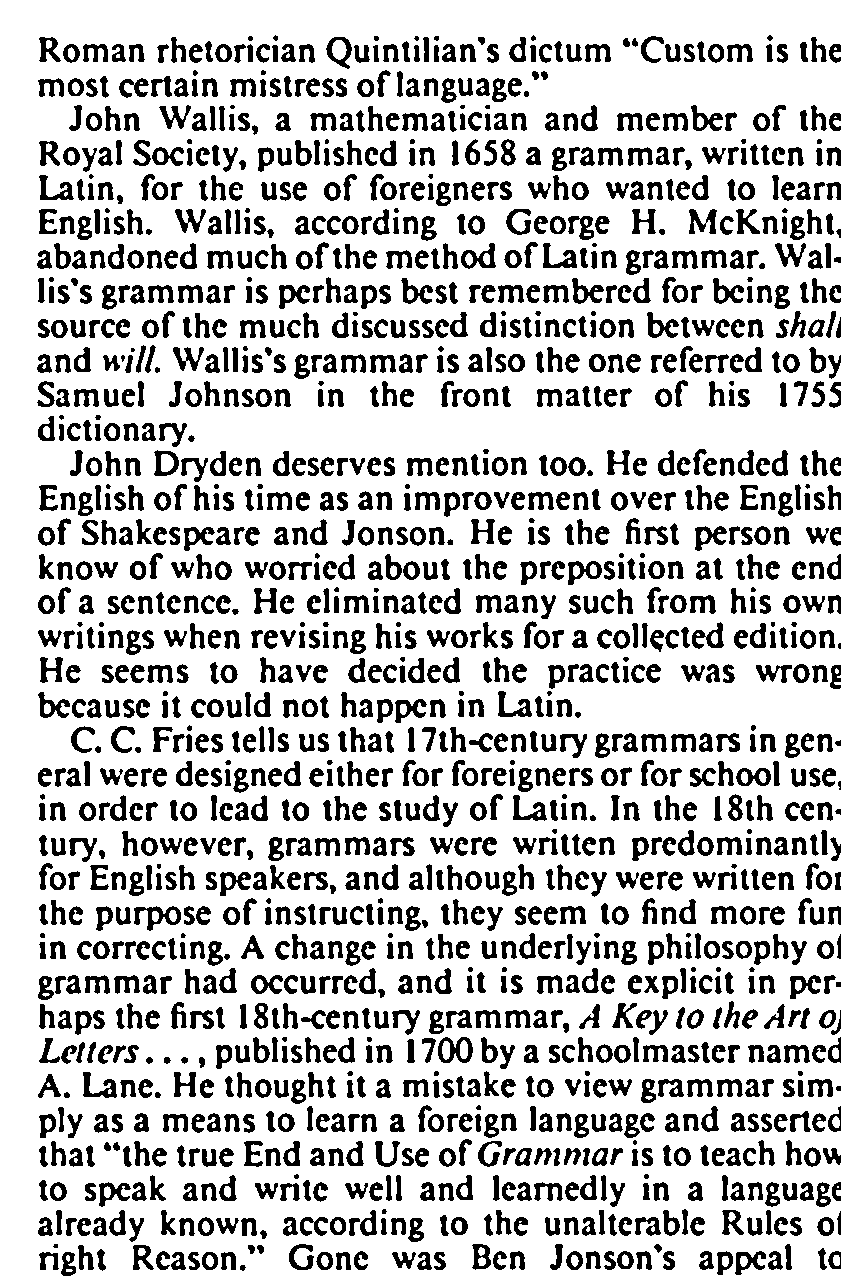 Roman rhetorician Quintilian's dictum “Custom is the
most certain mistress of language.”
John Wallis, a mathematician and member of the
Royal Society, published in 1658 a grammar, written in
Latin, for the use of foreigners who wanted to learn
English. Wallis, according to George H. McKnight,
abandoned much of the method of Latin grammar. Wal-
lis's grammar is perhaps best remembered for being the
source of the much discussed distinction between shall
and will. Wallis's grammar is also the one referred to by
Samuel Johnson in the front matter of his 1755
dictionary.
John Dryden deserves mention too. He defended the
English of his time as an improvement over the English
of Shakespeare and Jonson. He is the first person we
know of who worried about the preposition at the end
of a sentence. He eliminated many such from his own
writings when revising his works for a collected edition.
He seems to have decided the practice was wrong
because it could not happen in Latin.
C. C. Fries tells us that 17th-century grammars in gen-
eral were designed either for foreigners or for school use,
in order to lead to the study of Latin. In the 18th cen-
tury, however, grammars were written predominantly
for English speakers, and although they were written for
the purpose of instructing, they seem to find more fun
in correcting. A change in the underlying philosophy of
grammar had occurred, and it is made explicit in per-
haps the first 18th-century grammar, A Key to the Art of
Letters . . . , published in 1700 by a schoolmaster named
A. Lane. He thought it a mistake to view grammar sim-
ply as a means to learn a foreign language and asserted
that “the true End and Use of Grammar is to teach how
to speak and write well and learnedly in a language
already known, according to the unalterable Rules of
right Reason.” Gone was Ben Jonson's appeal to